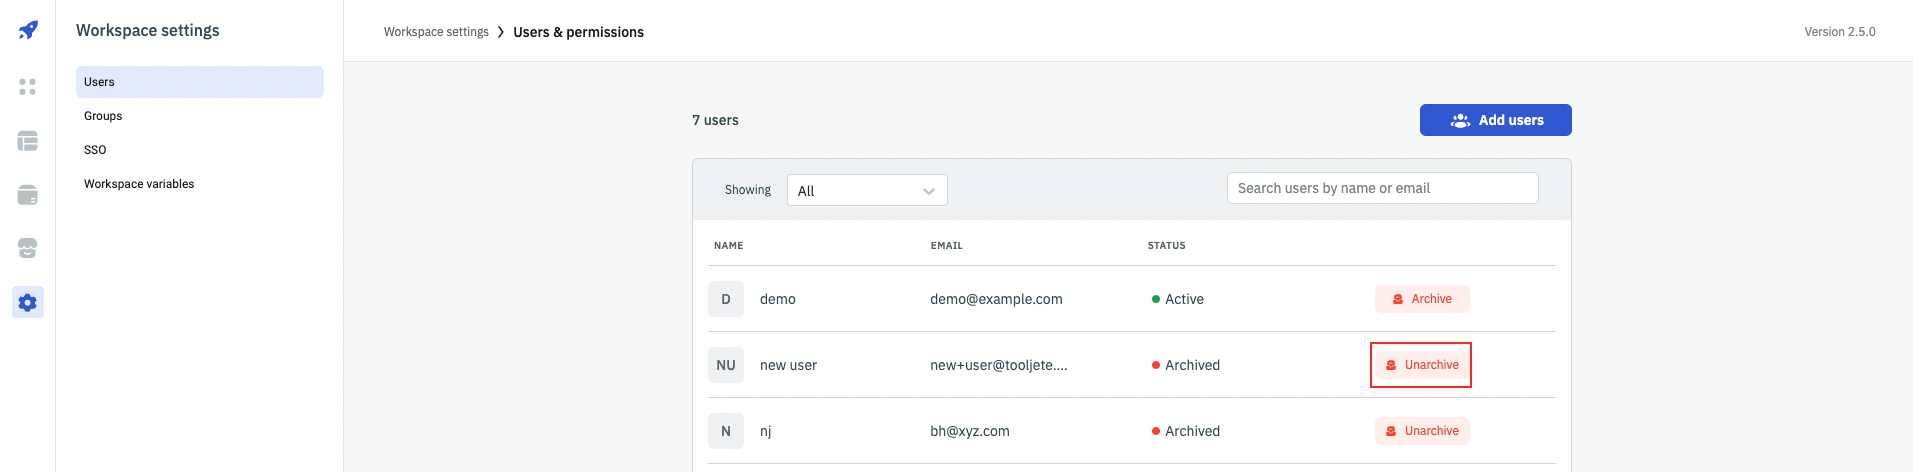 Workspace settings
Users
Groups
SSO
Workspace variables
Workspace settings Users & permissions
Version 2.5.0
7 users
Add users
Showing All
Search users by name or email
NAME EMAIL STATUS
D demo demo@example.com Active Archive
NU new user new+user@tooljete.... Archived Unarchive
N nj bh@xyz.com Archived Unarchive